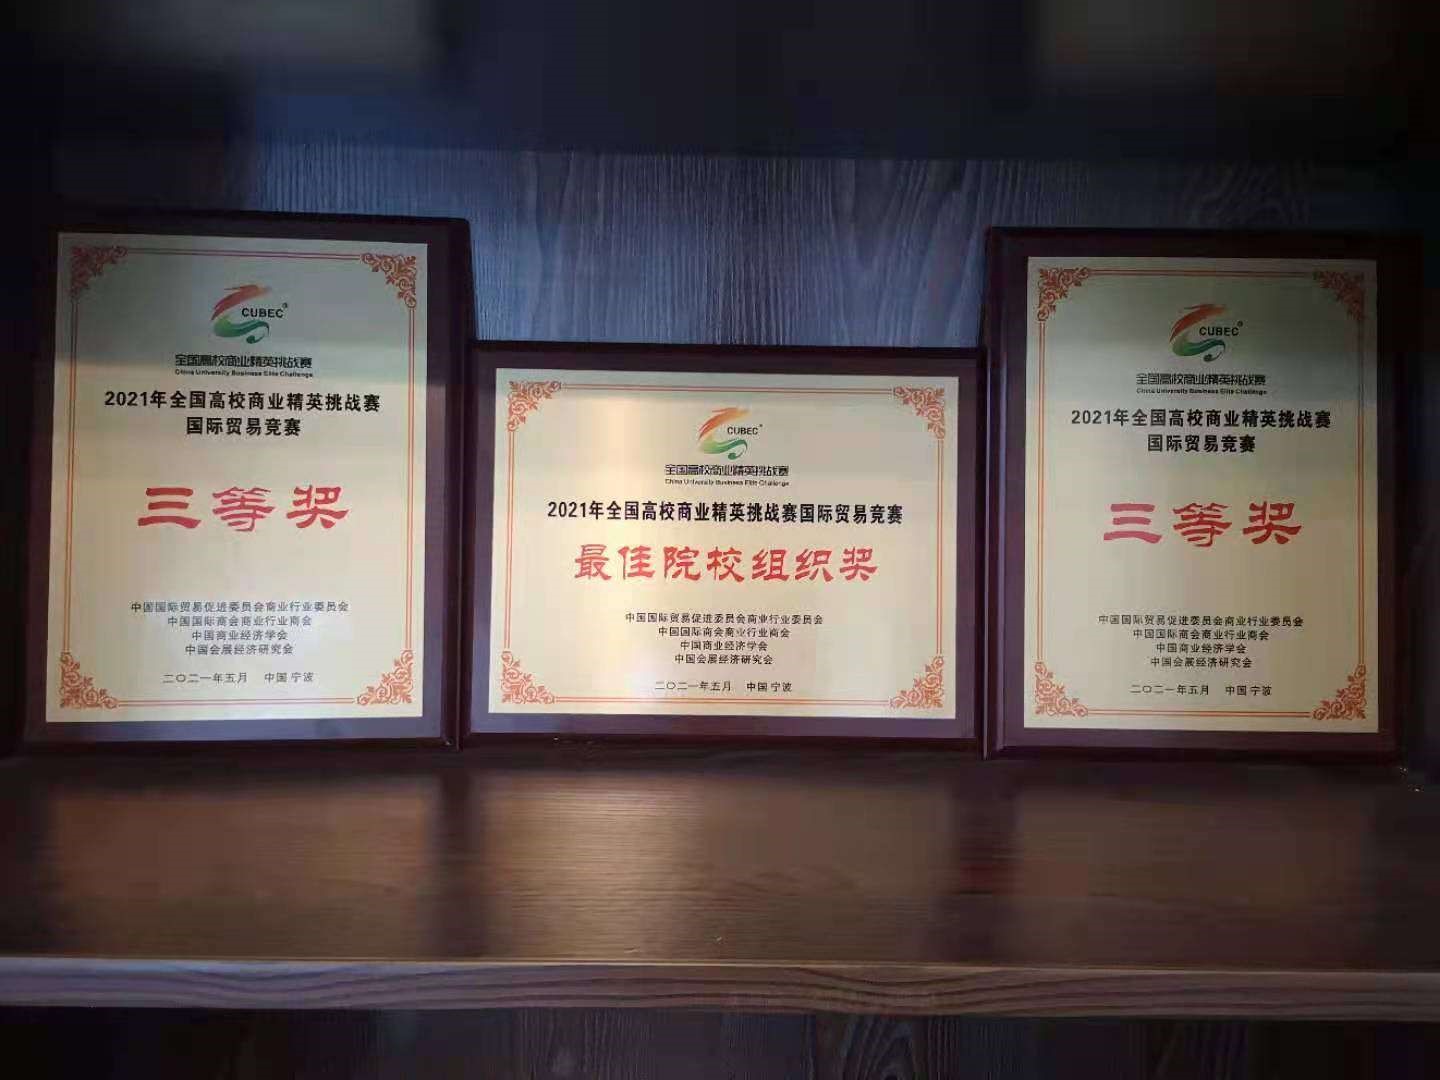 CUBEC®
全国高校商业精英挑战赛
China University Business Elite Challenge
2021年全国高校商业精英挑战赛
国际贸易竞赛
三等奖
中国国际贸易促进委员会商业行业委员会
中国国际商会商业行业商会
中国商业经济学会
中国会展经济研究会
二〇二一年五月 中国 宁波
CUBEC®
全国高校商业精英挑战赛
China University Business Elite Challenge
2021年全国高校商业精英挑战赛国际贸易竞赛
最佳院校组织奖
中国国际贸易促进委员会商业行业委员会
中国国际商会商业行业商会
中国商业经济学会
中国会展经济研究会
二〇二一年五月 中国 宁波
CUBEC®
全国高校商业精英挑战赛
China University Business Elite Challenge
2021年全国高校商业精英挑战赛
国际贸易竞赛
三等奖
中国国际贸易促进委员会商业行业委员会
中国国际商会商业行业商会
中国商业经济学会
中国会展经济研究会
二〇二一年五月 中国 宁波